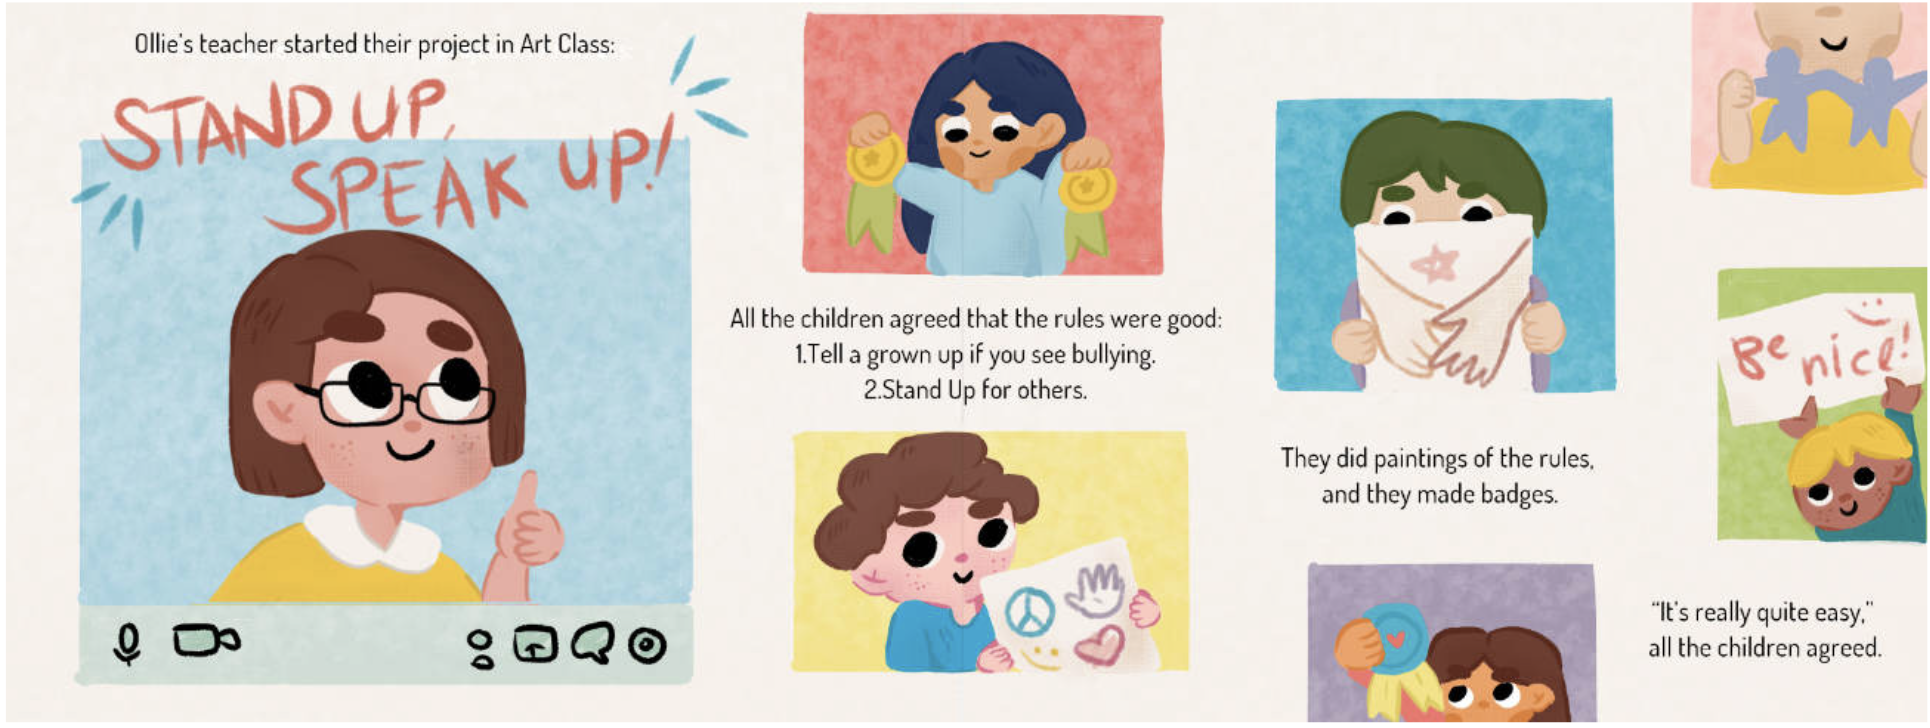 Ollie's teacher started their project in Art Class:
STAND UP,
SPEAK UP!
All the children agreed that the rules were good:
1.Tell a grown up if you see bullying.
2.Stand Up for others.
They did paintings of the rules,
and they made badges.
Be nice!
"It's really quite easy,"
all the children agreed.